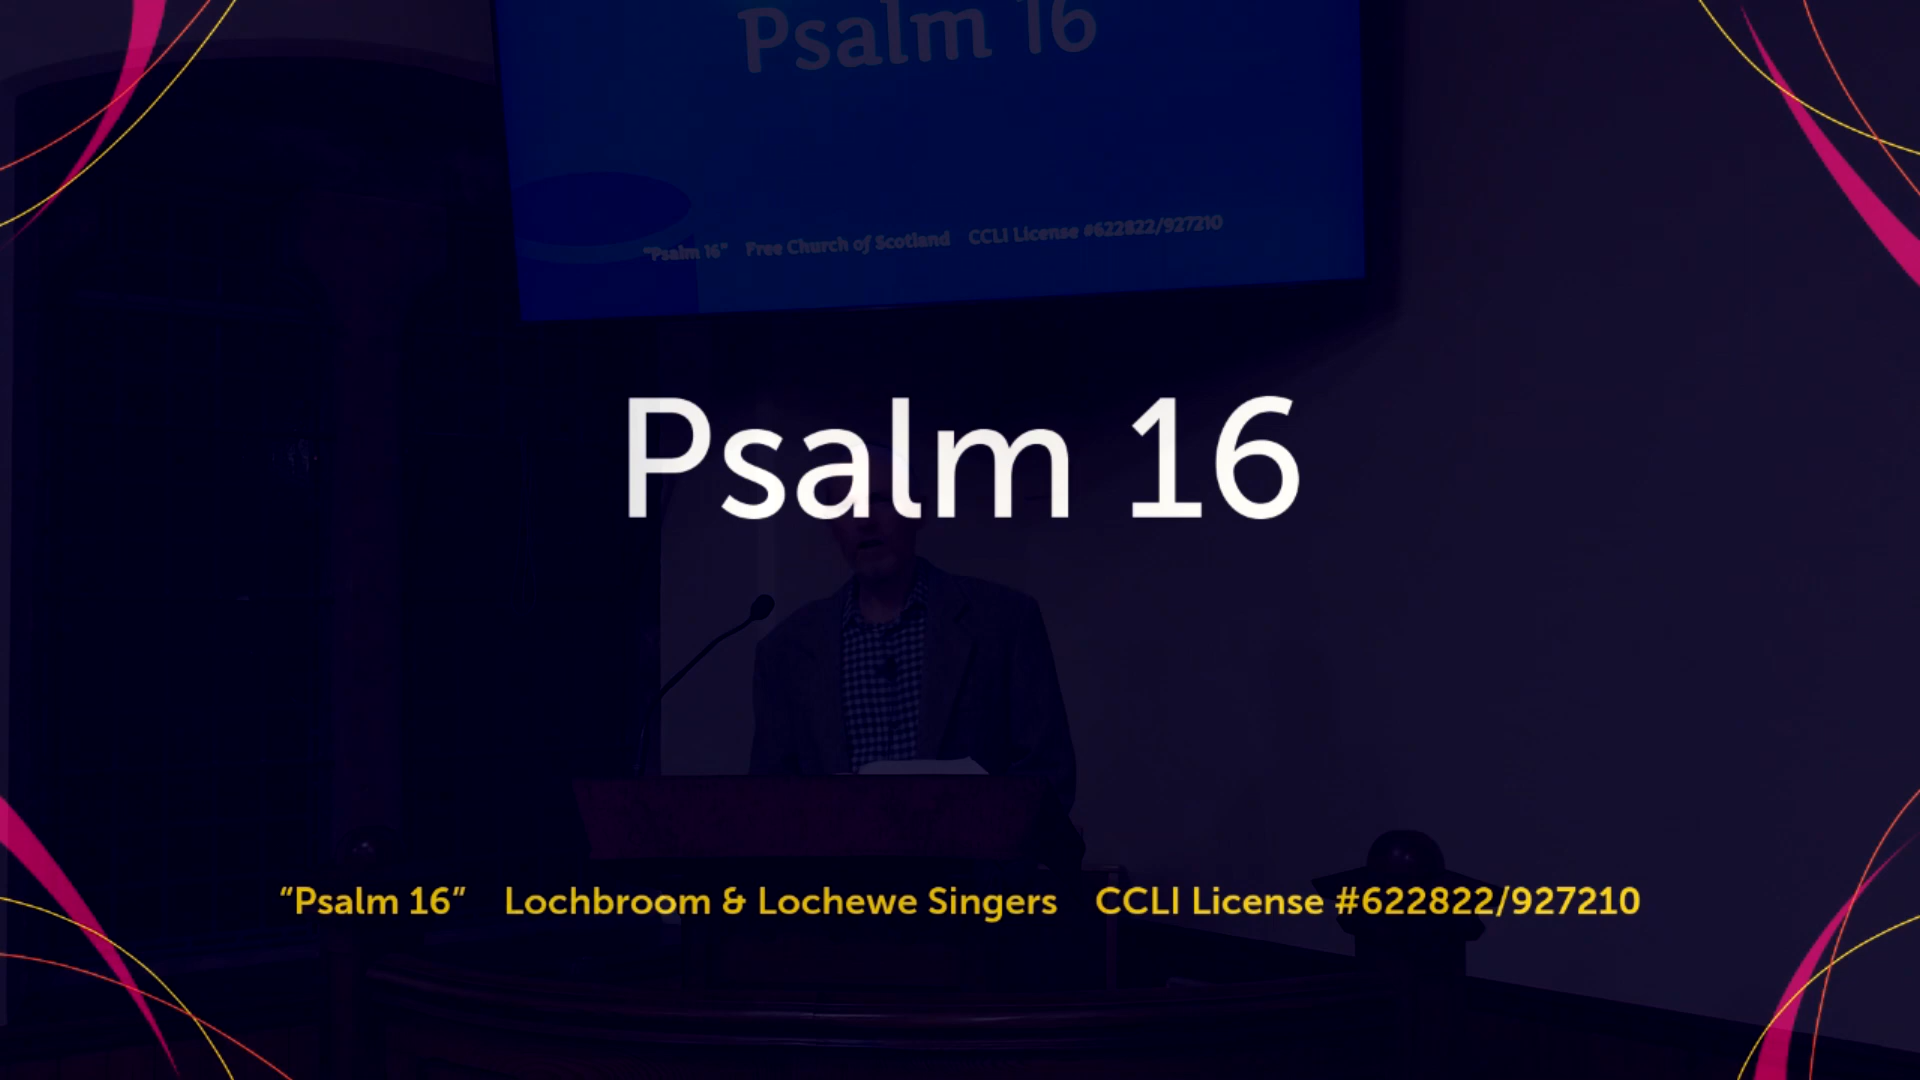 Psalm 16
“Psalm 16” Free Church of Scotland CCLI License #622822/927210
Psalm 16
“Psalm 16” Lochbroom & Lochewe Singers CCLI License #622822/927210